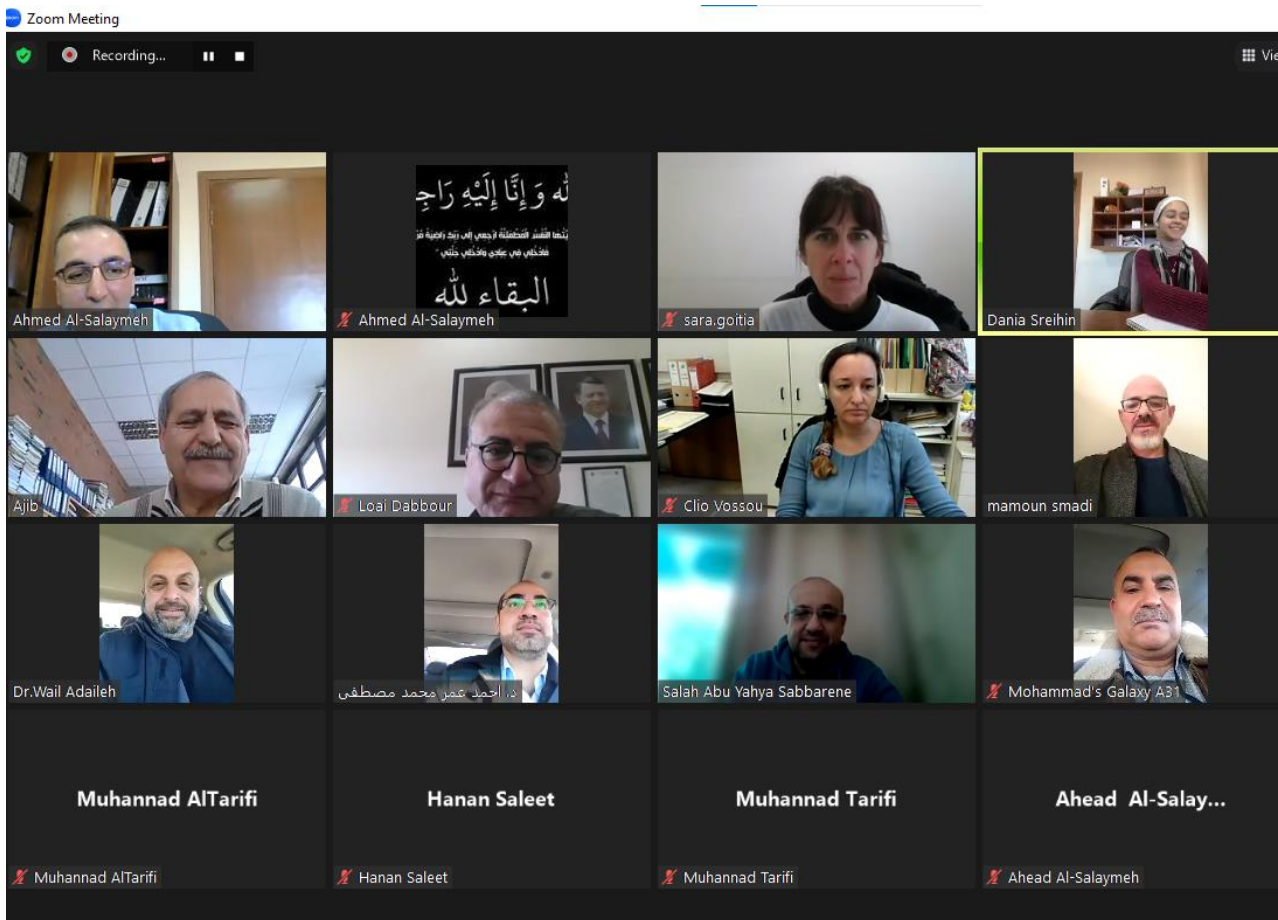 Zoom Meeting
Recording...
Vie
لّه وَ إِنَّا إِلَيْهِ رَاجِ
البقاء لله
Ahmed Al-Salaymeh
Ahmed Al-Salaymeh
sara.goitia
Dania Sreihin
Ajib
Loai Dabbour
Clio Vossou
mamoun smadi
Dr.Wail Adaileh
د. احمد عمر محمد مصطفى
Salah Abu Yahya Sabbarene
Mohammad's Galaxy A31
Muhannad AlTarifi
Hanan Saleet
Muhannad Tarifi
Ahead Al-Salay...
Muhannad AlTarifi
Hanan Saleet
Muhannad Tarifi
Ahead Al-Salaymeh